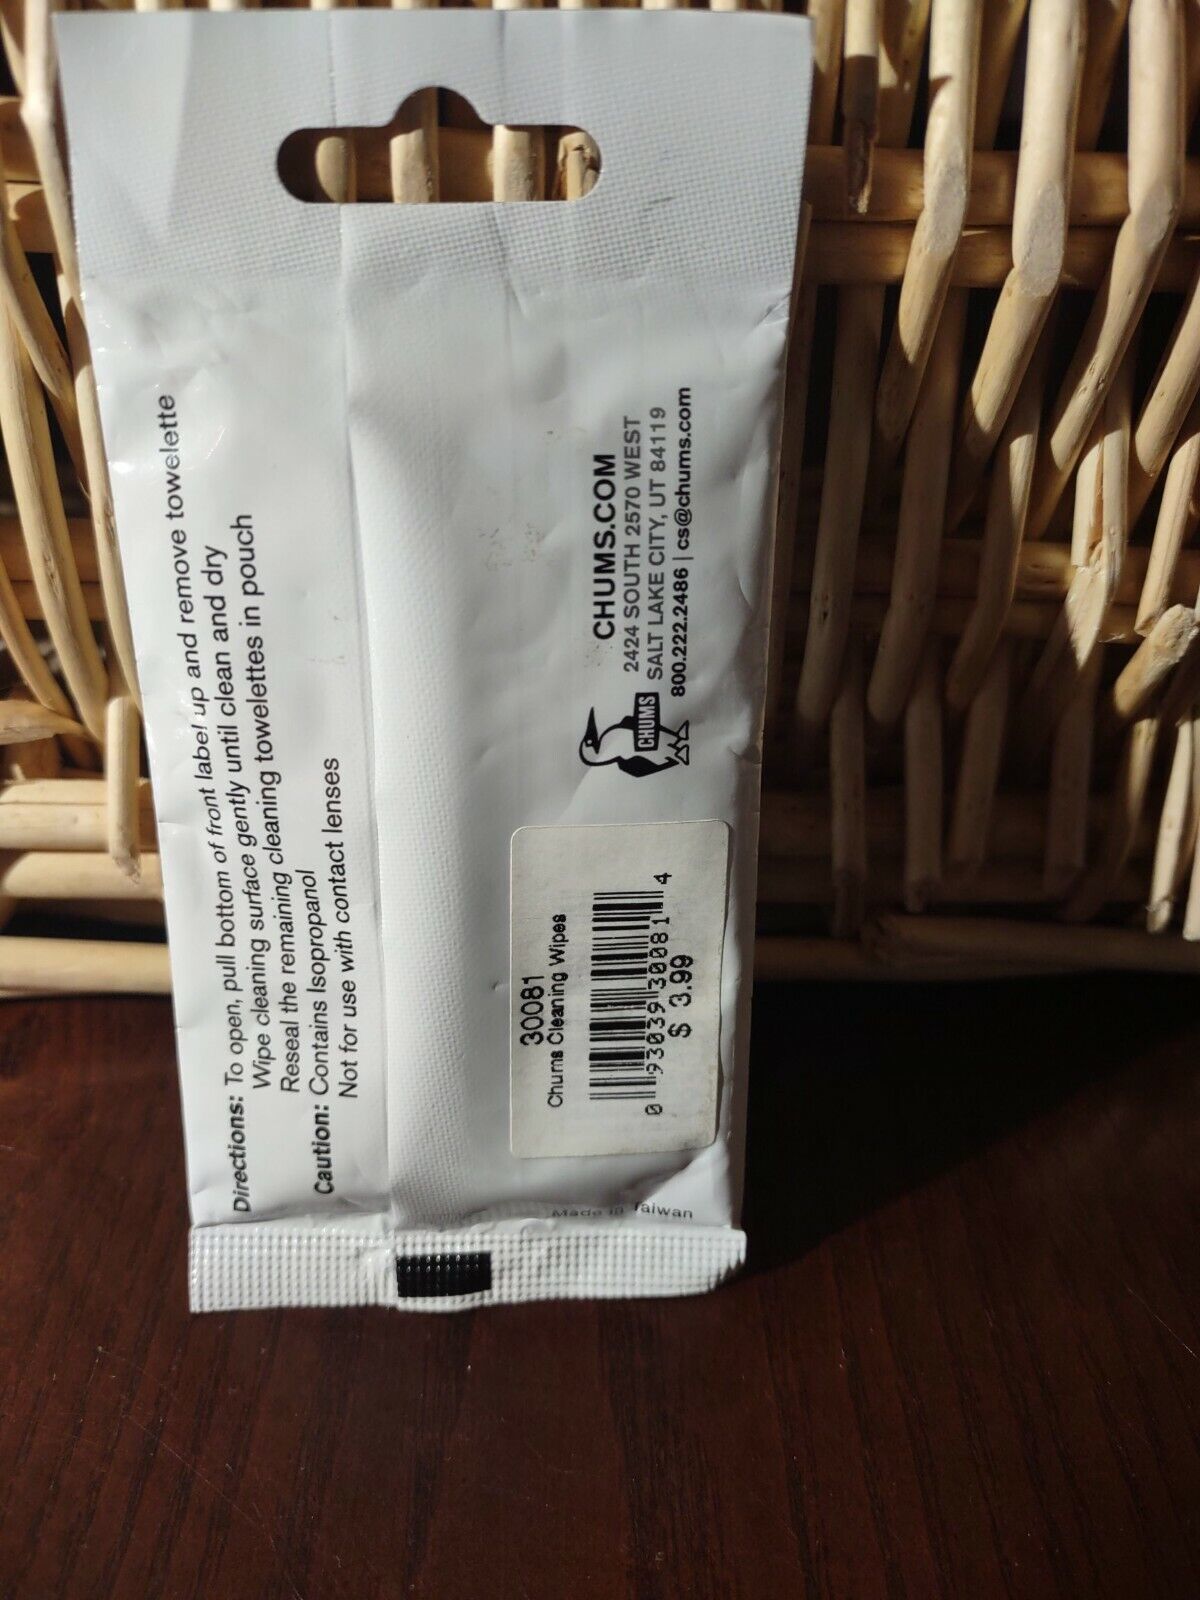 Directions: To open, pull bottom of front label up and remove towelette
Wipe cleaning surface gently until clean and dry
Reseal the remaining cleaning towelettes in pouch
Caution: Contains Isopropanol
Not for use with contact lenses
CHUMS
CHUMS.COM
2424 SOUTH 2570 WEST
SALT LAKE CITY, UT 84119
800.222.2486 | cs@chums.com
30081
Chums Cleaning Wipes
0 93039 30081 4
$ 3.99
Made in Taiwan